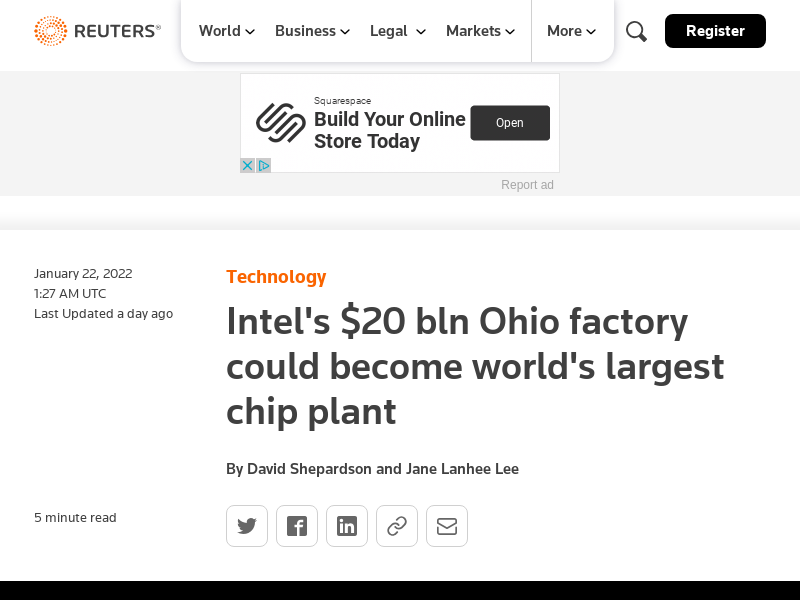 REUTERS®
World
Business
Legal
Markets
More
Register
Squarespace
Build Your Online
Store Today
Open
Report ad
January 22, 2022
1:27 AM UTC
Last Updated a day ago
Technology
Intel's $20 bln Ohio factory
could become world's largest
chip plant
By David Shepardson and Jane Lanhee Lee
5 minute read